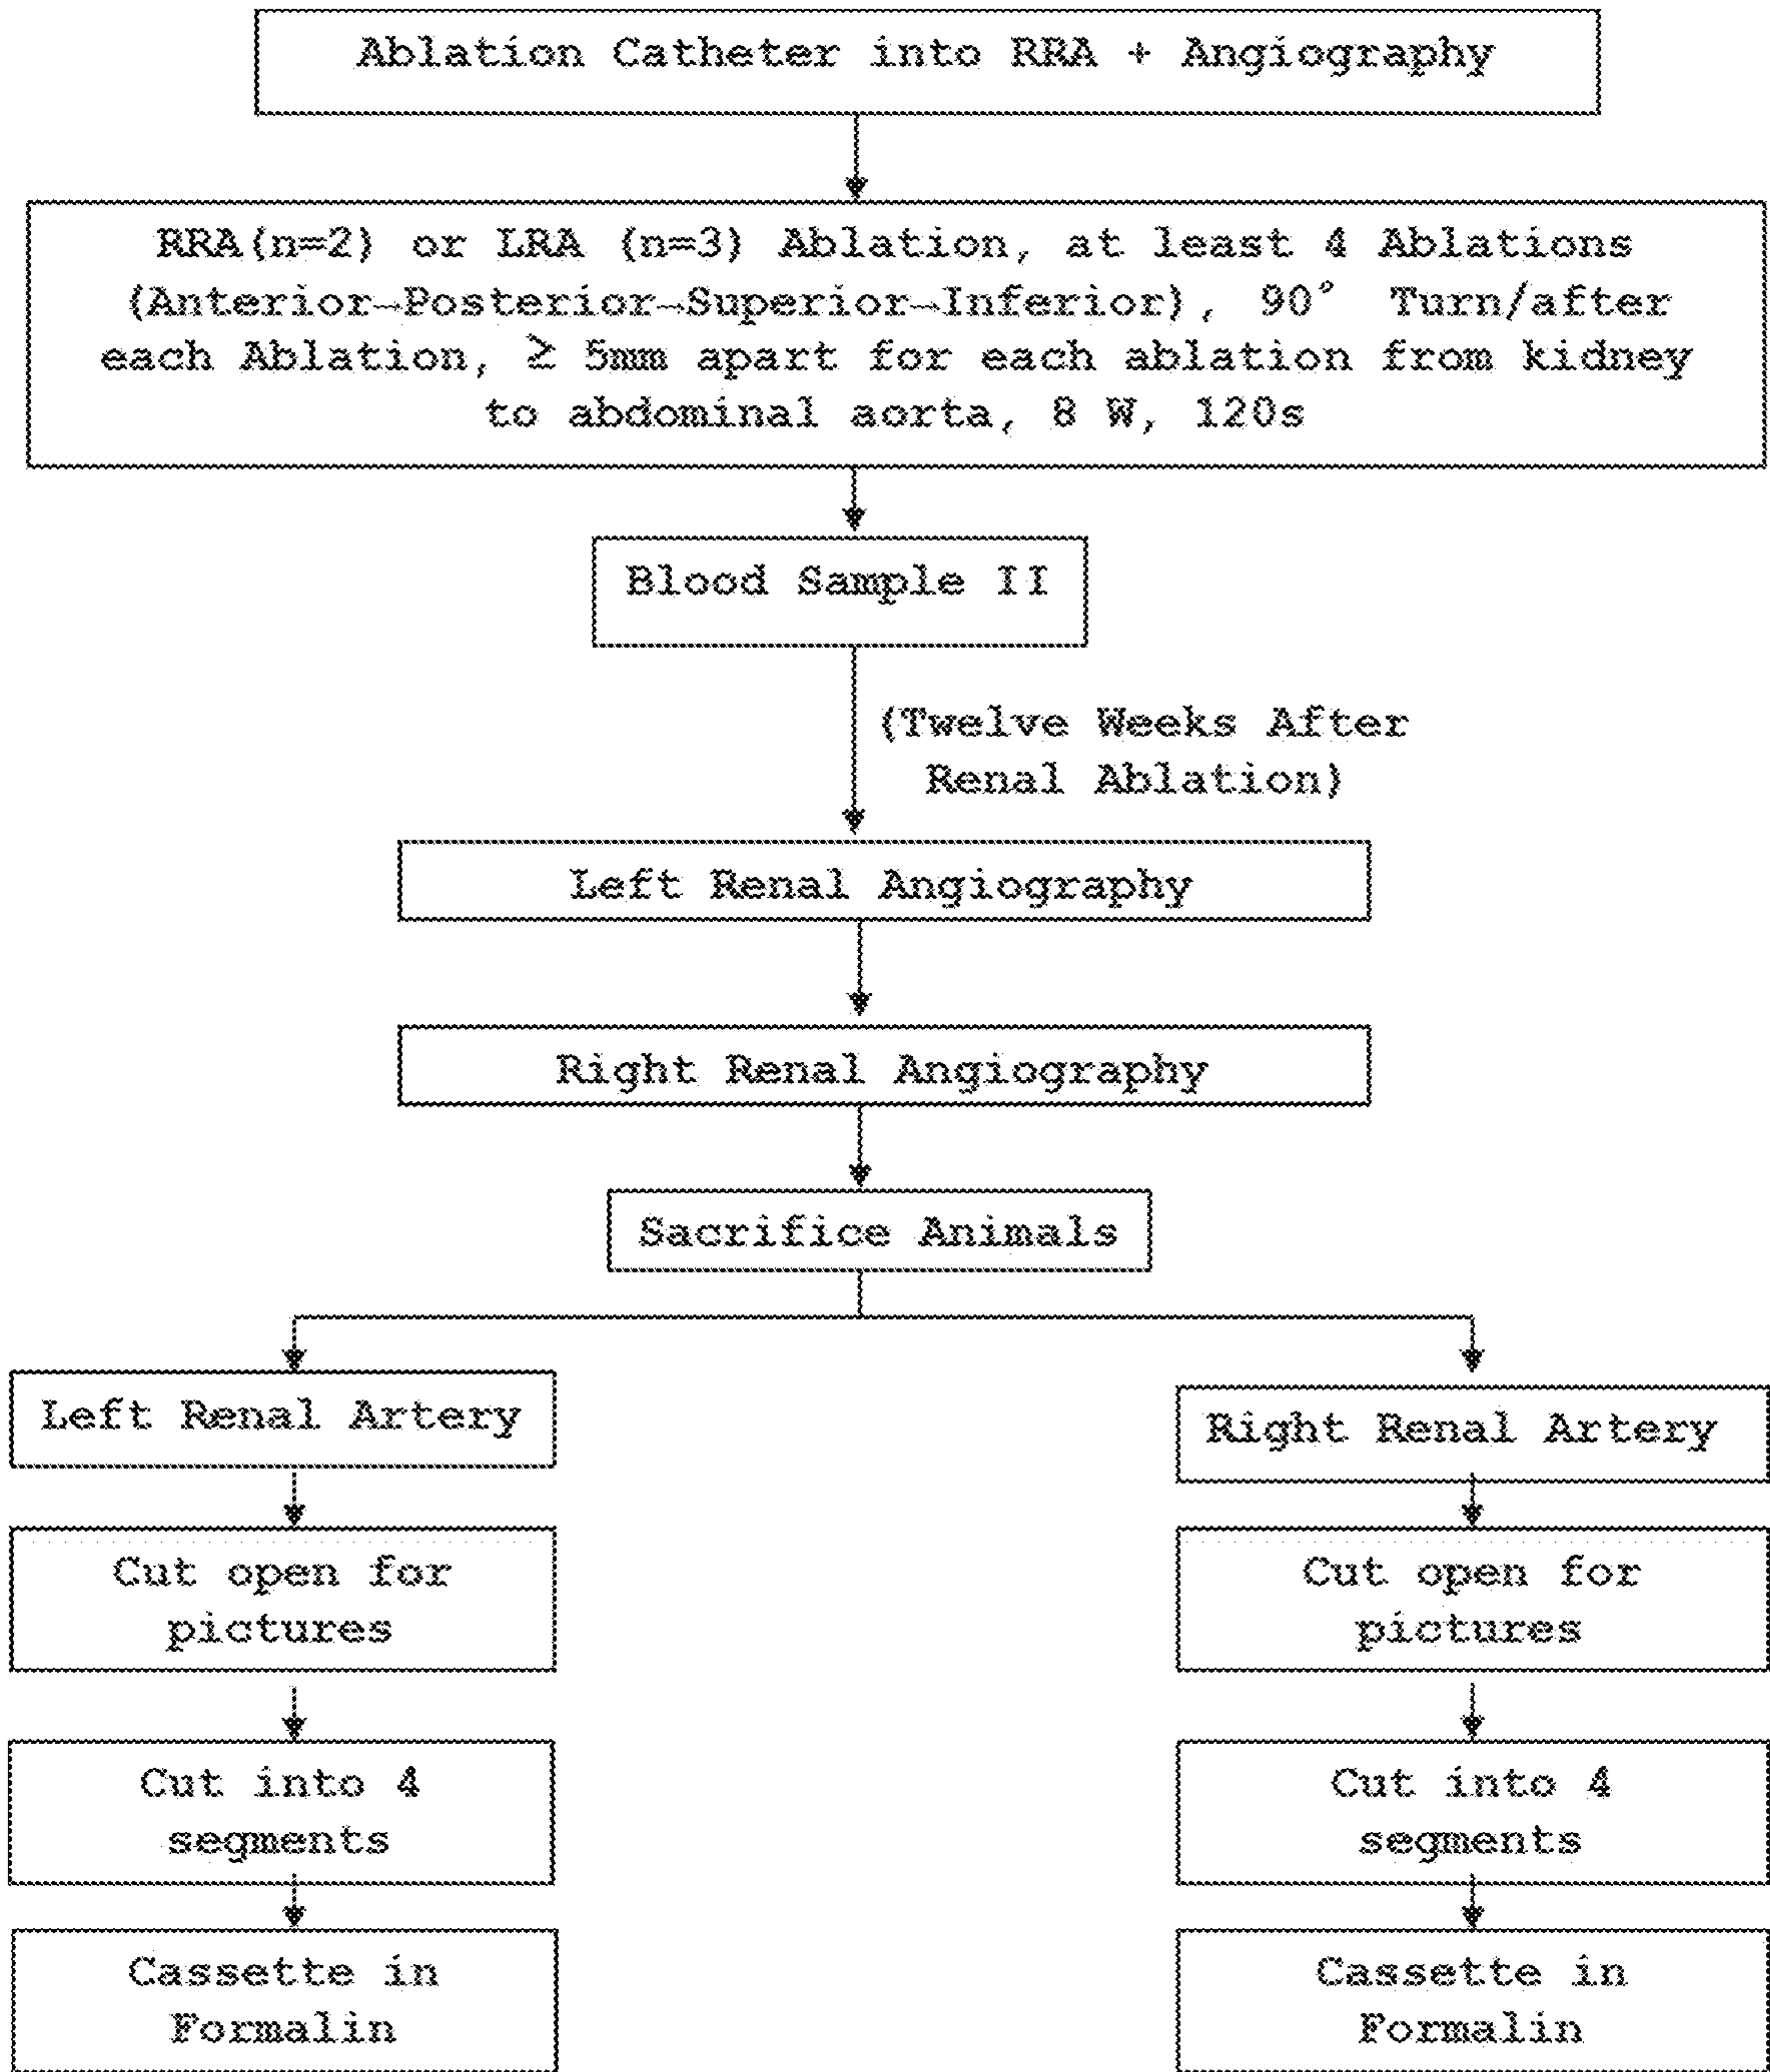 Ablation Catheter into RRA + Angiography
RRA(n=2) or LRA (n=3) Ablation, at least 4 Ablations
(Anterior→Posterior→Superior→Inferior), 90° Turn/after
each Ablation, ≥ 5mm apart for each ablation from kidney
to abdominal aorta, 8 W, 120s
Blood Sample II
(Twelve Weeks After
Renal Ablation)
Left Renal Angiography
Right Renal Angiography
Sacrifice Animals
Left Renal Artery
Cut open for
pictures
Cut into 4
segments
Cassette in
Formalin
Right Renal Artery
Cut open for
pictures
Cut into 4
segments
Cassette in
Formalin